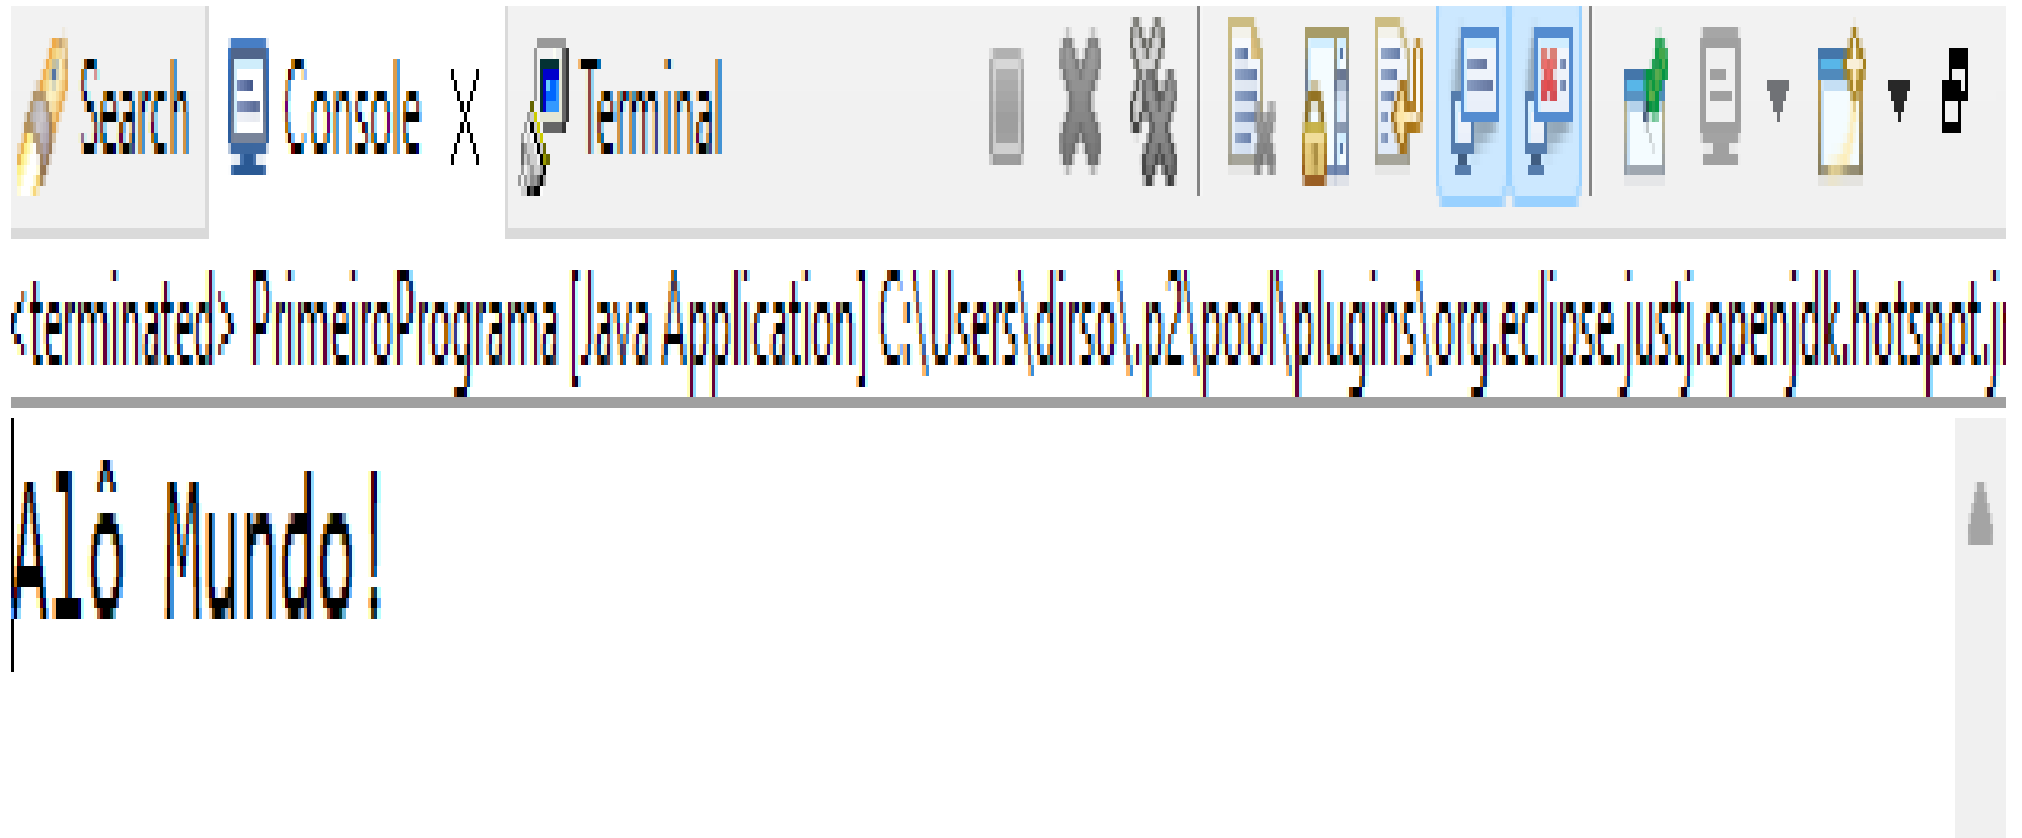 Search Console Terminal
<terminated> PrimeiroPrograma [Java Application] C:\Users\dirso\.p2\pool\plugins\org.eclipse.justj.openjdk.hotspot.j
Alô Mundo!